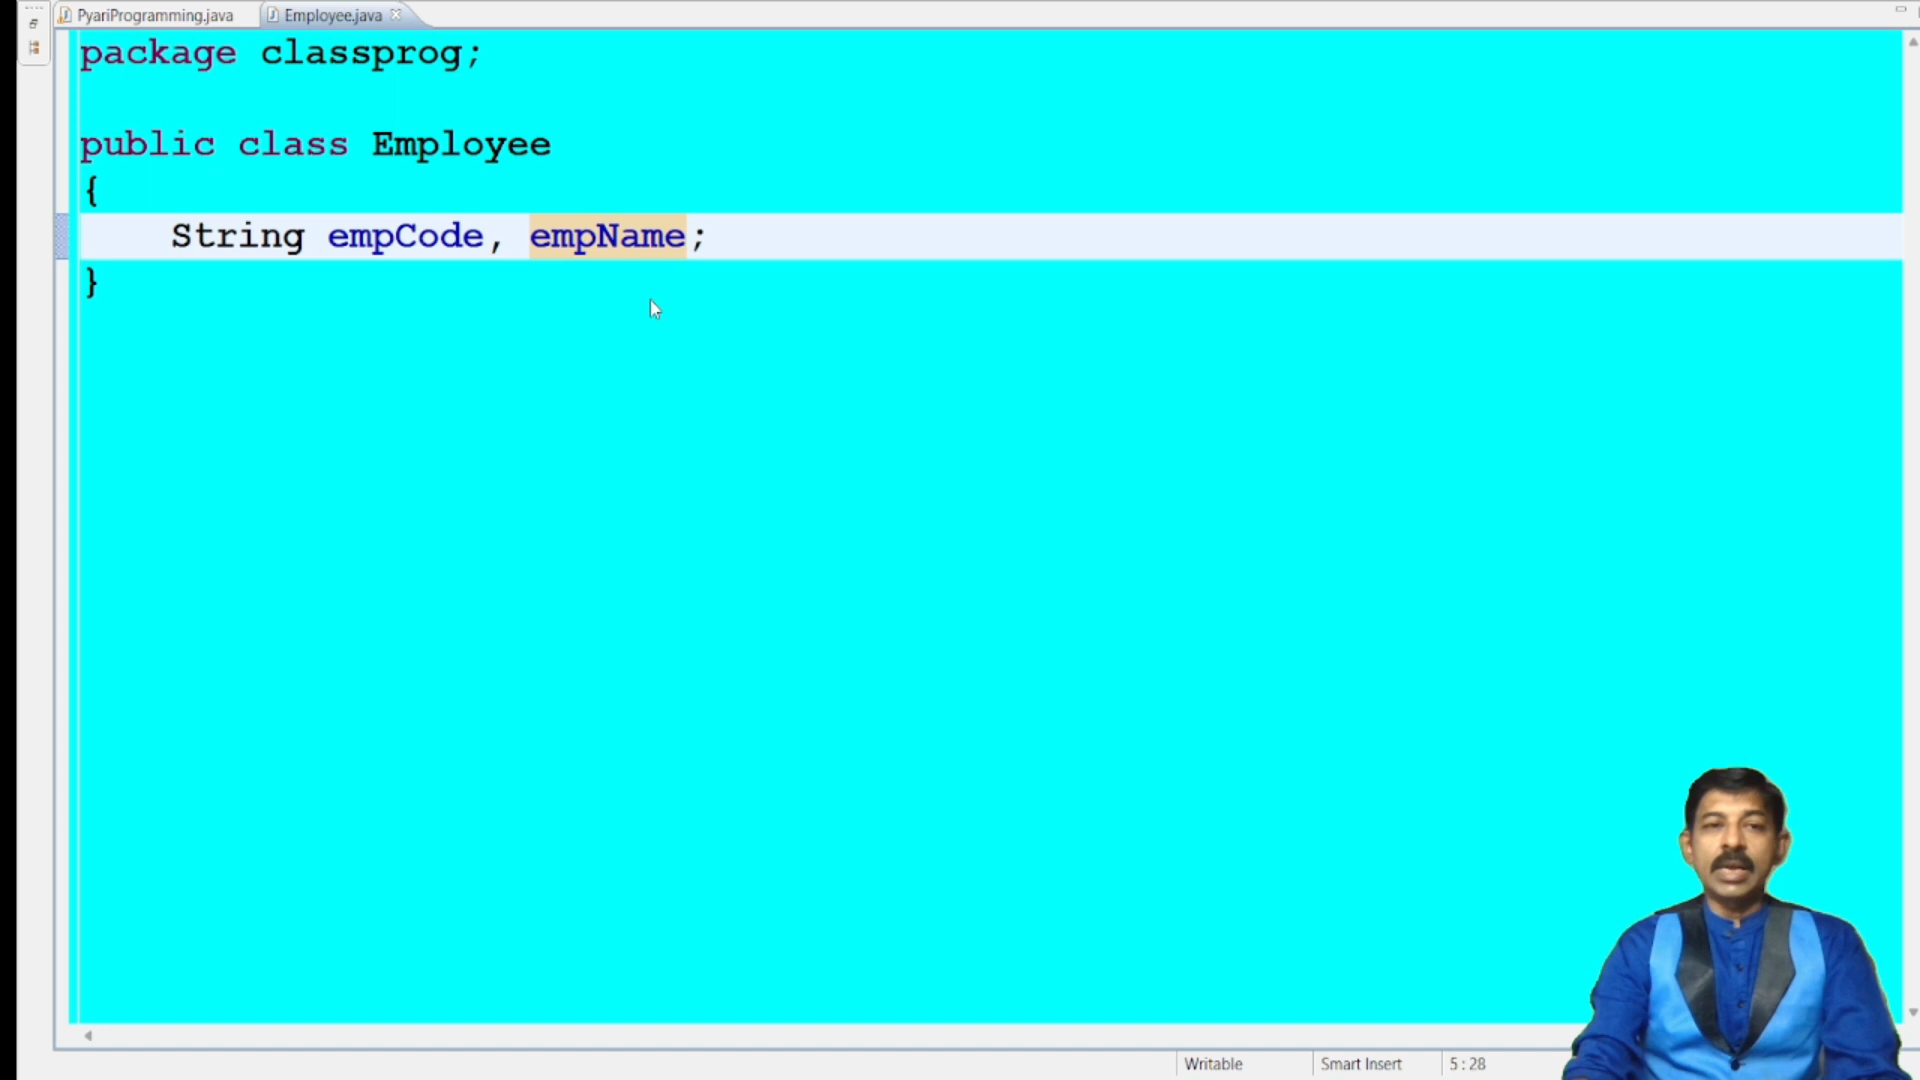 PyariProgramming.java
Employee.java
package classprog;
public class Employee
{
String empCode, empName;
}
Writable
Smart Insert
5 : 28